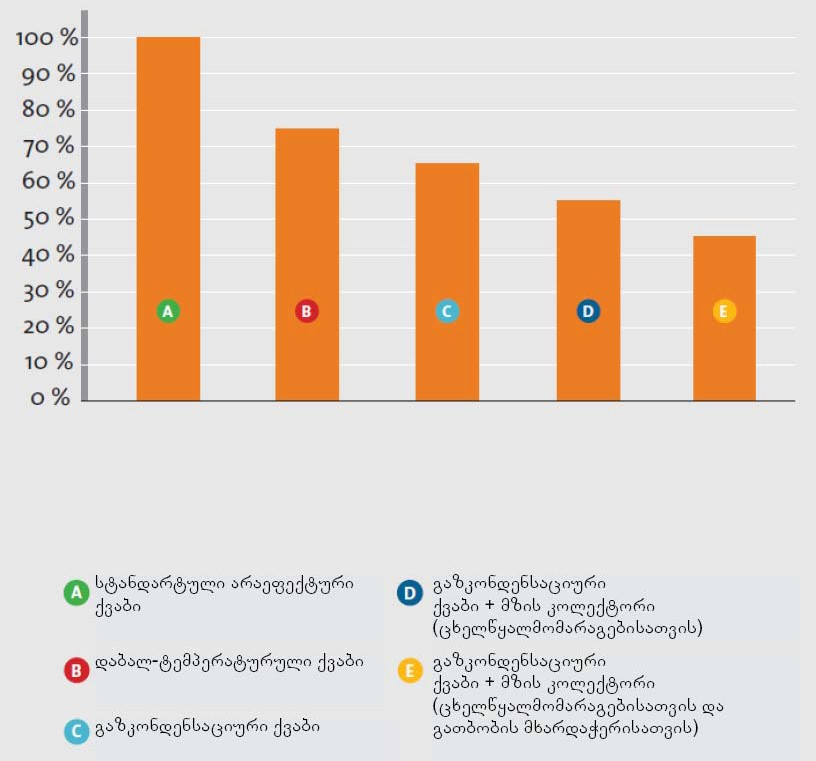 100 %
90 %
80 %
70 %
60 %
50 %
40 %
30 %
20 %
10 %
0 %
A
B
C
D
E
A სტანდარტული არაეფექტური
ქვაბი
B დაბალ-ტემპერატურული ქვაბი
C გაზკონდენსაციური ქვაბი
D გაზკონდენსაციური
ქვაბი + მზის კოლექტორი
(ცხელწყალმომარაგებისათვის)
E გაზკონდენსაციური
ქვაბი + მზის კოლექტორი
(ცხელწყალმომარაგებისათვის და
გათბობის მხარდაჭერისათვის)